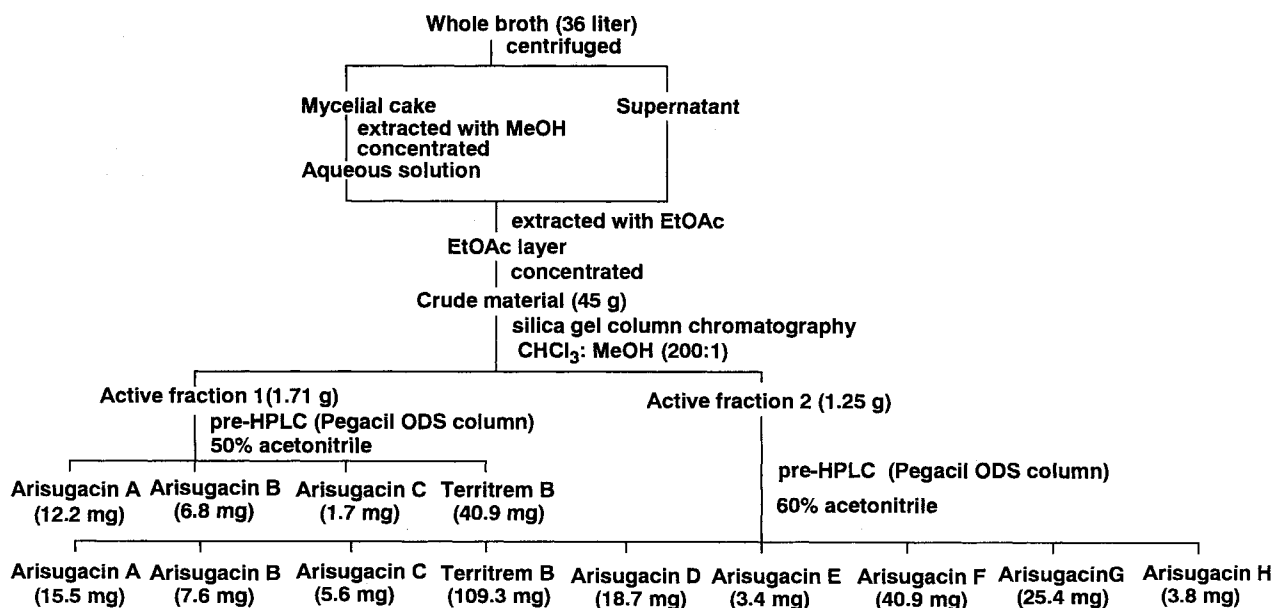 Whole broth (36 liter)
centrifuged
Mycelial cake
extracted with MeOH
concentrated
Aqueous solution
Supernatant
extracted with EtOAc
EtOAc layer
concentrated
Crude material (45 g)
silica gel column chromatography
CHCl3: MeOH (200:1)
Active fraction 1(1.71 g)
pre-HPLC (Pegacil ODS column)
50% acetonitrile
Active fraction 2 (1.25 g)
pre-HPLC (Pegacil ODS column)
60% acetonitrile
Arisugacin A Arisugacin B Arisugacin C Territrem B
(12.2 mg) (6.8 mg) (1.7 mg) (40.9 mg)
Arisugacin A Arisugacin B Arisugacin C Territrem B Arisugacin D Arisugacin E Arisugacin F ArisugacinG Arisugacin H
(15.5 mg) (7.6 mg) (5.6 mg) (109.3 mg) (18.7 mg) (3.4 mg) (40.9 mg) (25.4 mg) (3.8 mg)